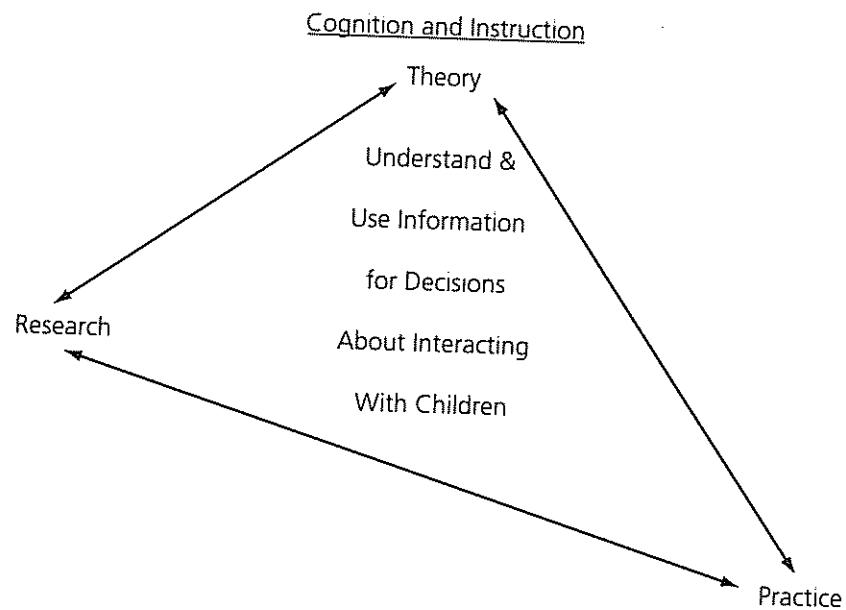 Cognition and Instruction
Theory
Understand &
Use Information
for Decisions
Research
About Interacting
With Children
Practice